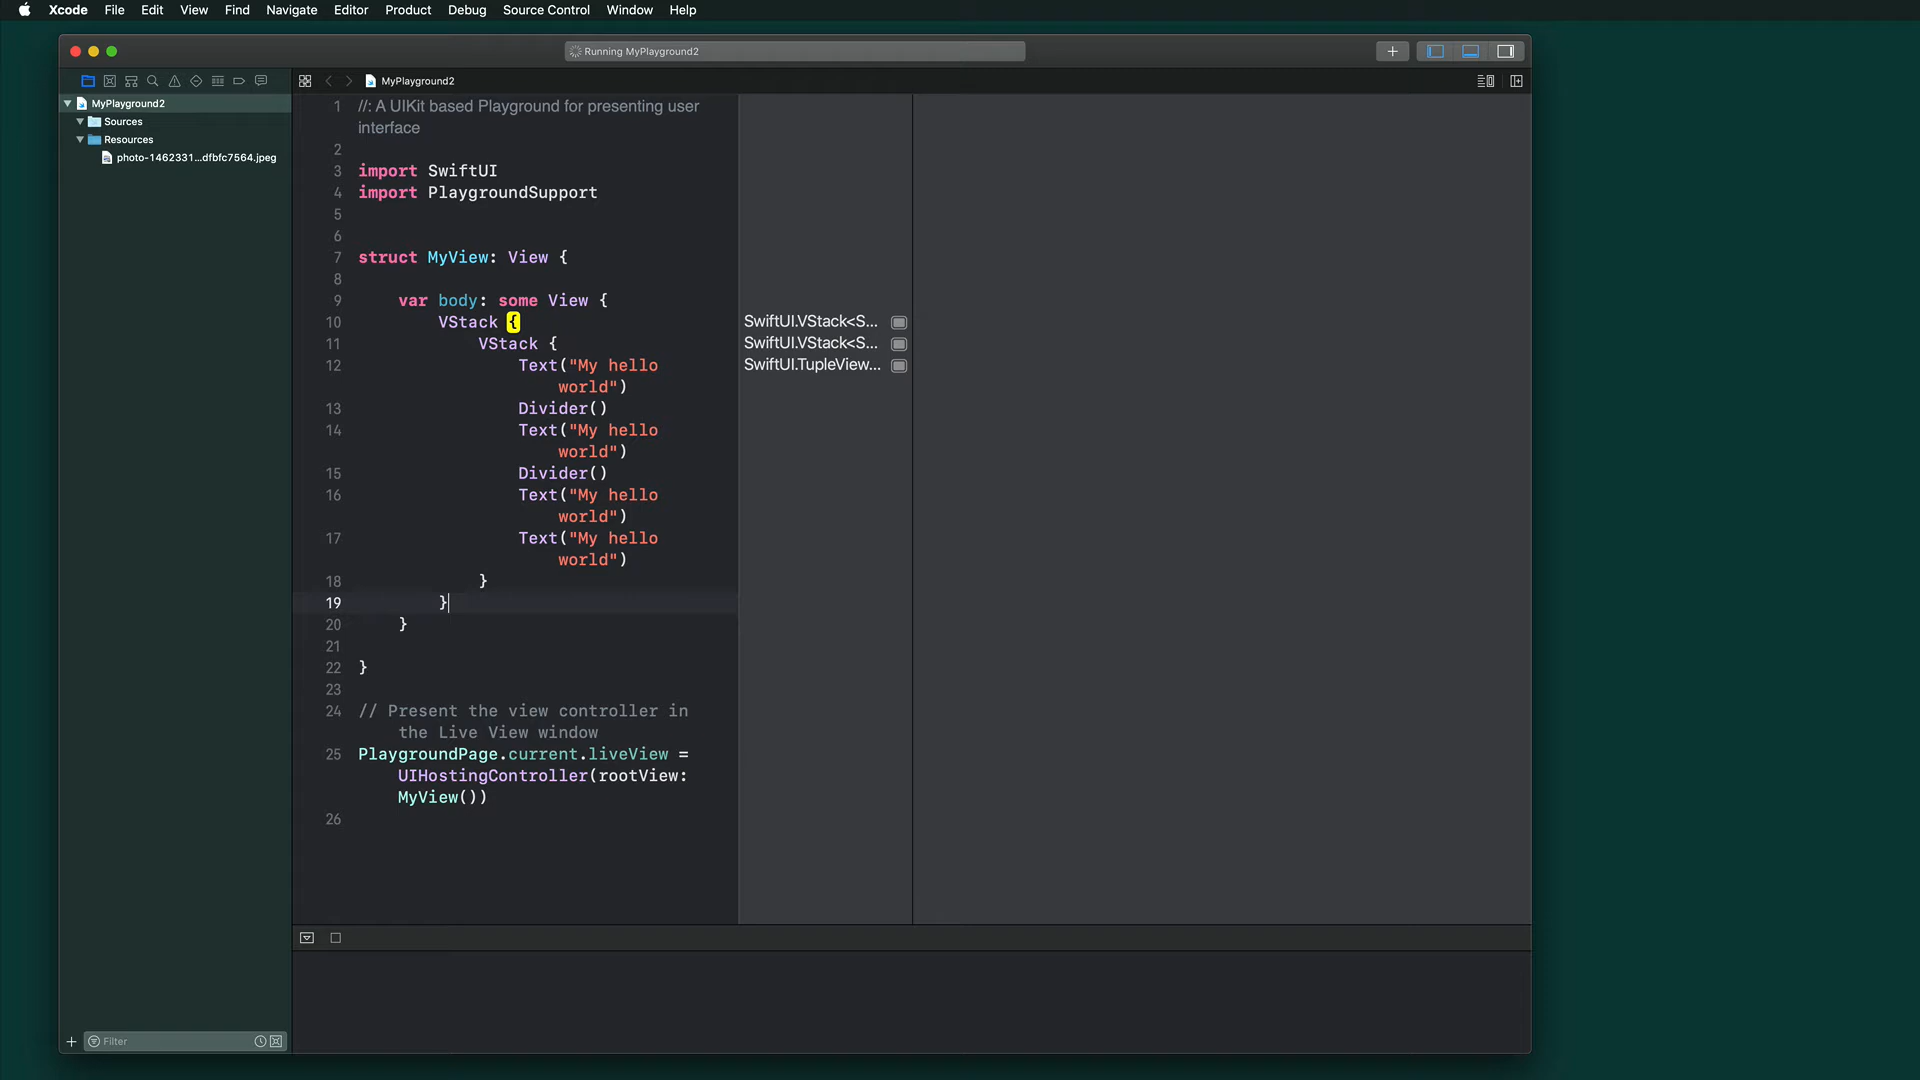 Xcode File Edit View Find Navigate Editor Product Debug Source Control Window Help
Running MyPlayground2
MyPlayground2
MyPlayground2
Sources
Resources
photo-1462331...dfbfc7564.jpeg
1 //: A UIKit based Playground for presenting user
interface
2
3 import SwiftUI
4 import PlaygroundSupport
5
6
7 struct MyView: View {
8
9 var body: some View {
10 VStack {
11 VStack {
12 Text("My hello
world")
13 Divider()
14 Text("My hello
world")
15 Divider()
16 Text("My hello
world")
17 Text("My hello
world")
18 }
19 }
20 }
21
22 }
23
24 // Present the view controller in
the Live View window
25 PlaygroundPage.current.liveView =
UIHostingController(rootView:
MyView())
26
SwiftUI.VStack<S...
SwiftUI.VStack<S...
SwiftUI.TupleView...
Filter